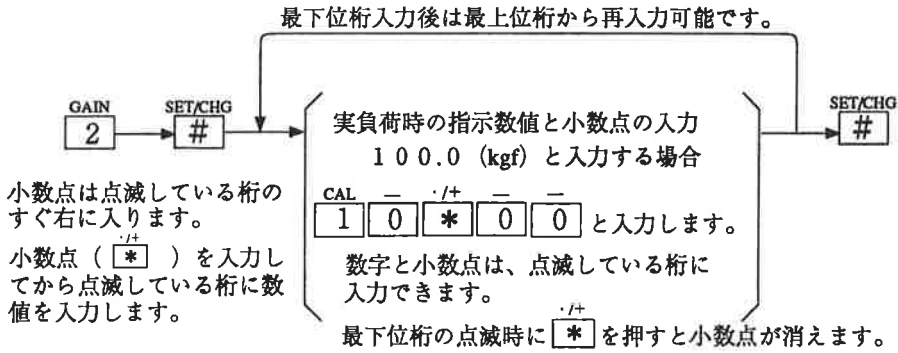 最下位桁入力後は最上位桁から再入力可能です。
GAIN
2
SET/CHG
#
実負荷時の指示数値と小数点の入力
100.0 (kgf) と入力する場合
CAL — ·/+ — —
1 0 * 0 0 と入力します。
数字と小数点は、点滅している桁に
入力できます。
·/+
最下位桁の点滅時に * を押すと小数点が消えます。
SET/CHG
#
小数点は点滅している桁の
すぐ右に入ります。
·/+
小数点 ( * ) を入力し
てから点滅している桁に数
値を入力します。